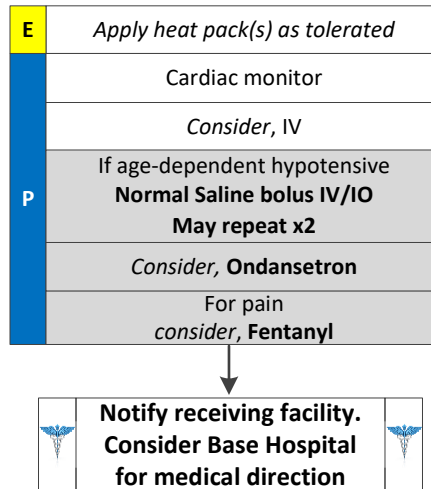 E
Apply heat pack(s) as tolerated
P
Cardiac monitor
Consider, IV
If age-dependent hypotensive
Normal Saline bolus IV/IO
May repeat x2
Consider, Ondansetron
For pain
consider, Fentanyl
Notify receiving facility.
Consider Base Hospital
for medical direction